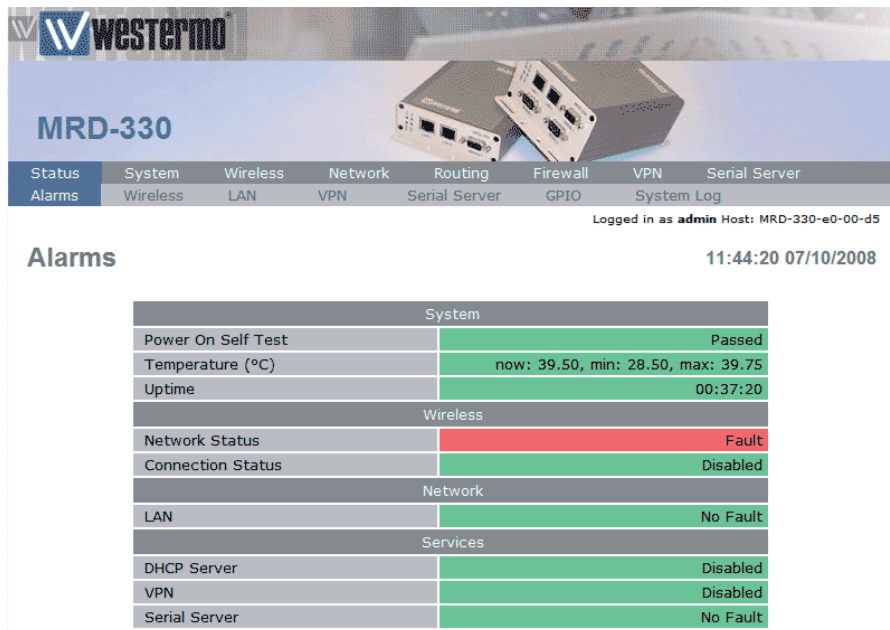 westermo
MRD-330
Status System Wireless Network Routing Firewall VPN Serial Server
Alarms Wireless LAN VPN Serial Server GPIO System Log
Logged in as admin Host: MRD-330-e0-00-d5
Alarms
11:44:20 07/10/2008
System
Power On Self Test Passed
Temperature (°C) now: 39.50, min: 28.50, max: 39.75
Uptime 00:37:20
Wireless
Network Status Fault
Connection Status Disabled
Network
LAN No Fault
Services
DHCP Server Disabled
VPN Disabled
Serial Server No Fault